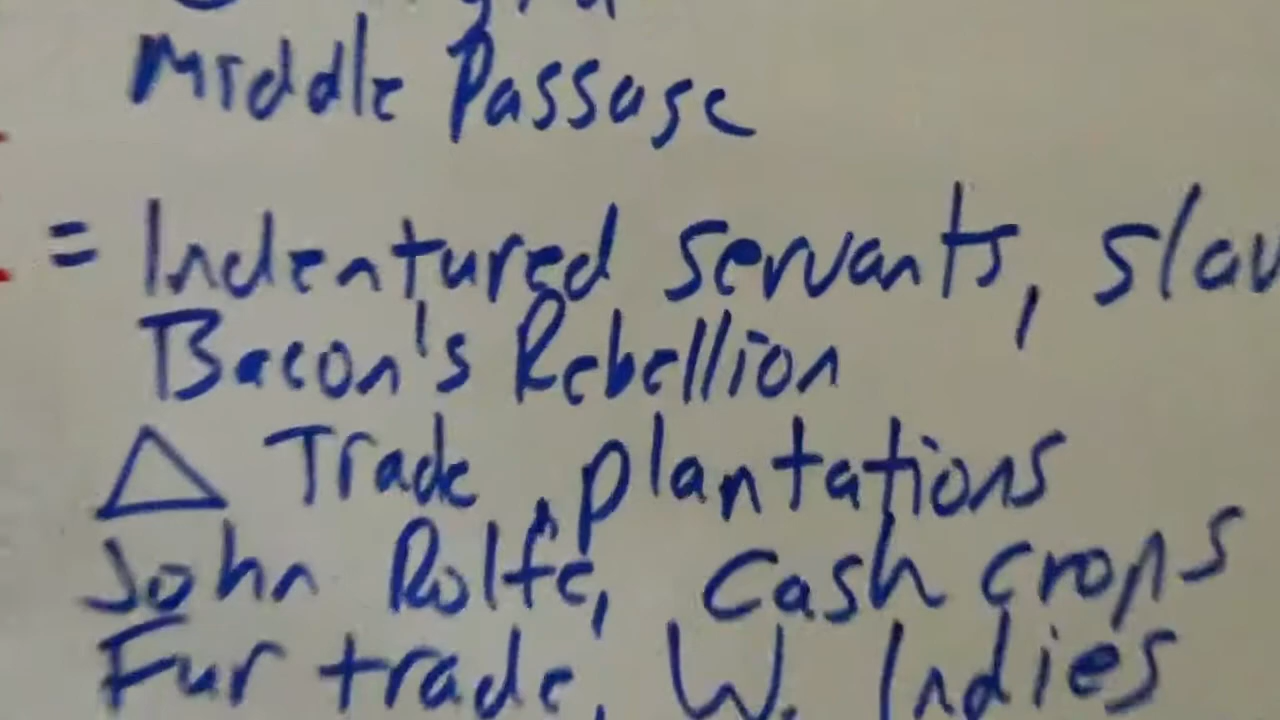 Middle Passage
= Indentured servants, slav
Bacon's Rebellion
△ Trade, plantations
John Rolfe, Cash crops
Fur trade, W. Indies